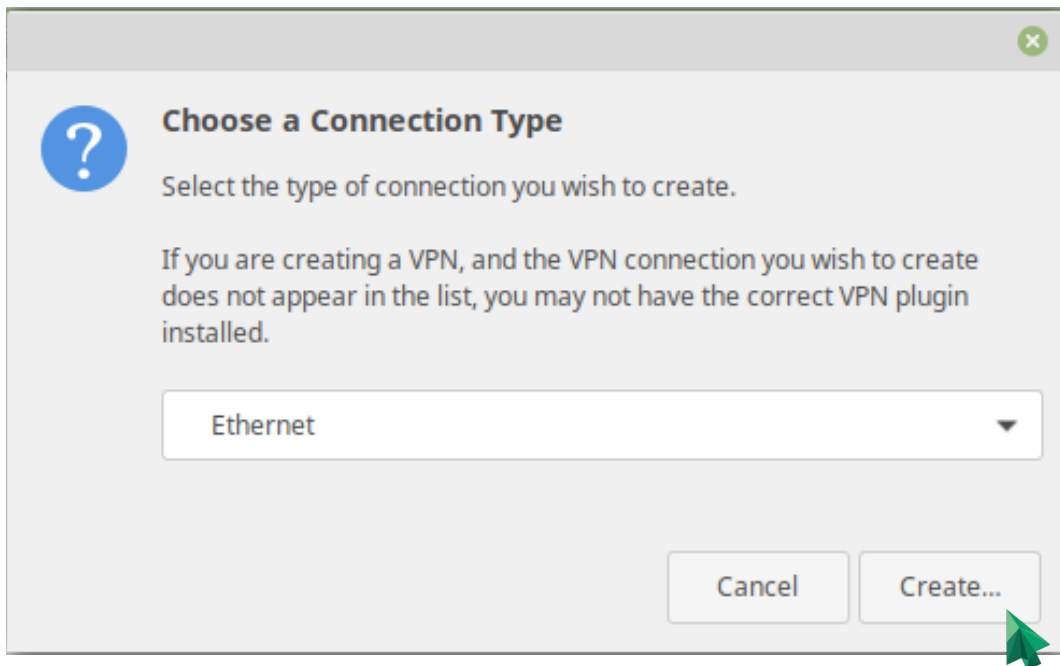 Choose a Connection Type
Select the type of connection you wish to create.
If you are creating a VPN, and the VPN connection you wish to create
does not appear in the list, you may not have the correct VPN plugin
installed.
Ethernet
Cancel
Create...